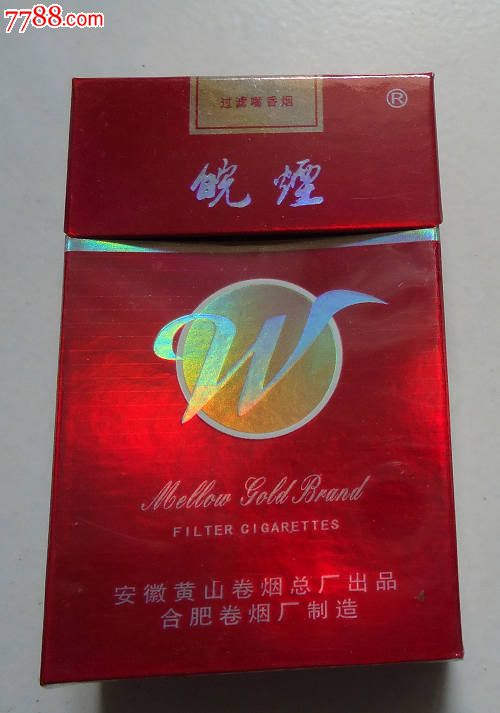 7788.com
过滤嘴香烟
®
皖煙
W
Mellow Gold Brand
FILTER CIGARETTES
安徽黄山卷烟总厂出品
合肥卷烟厂制造